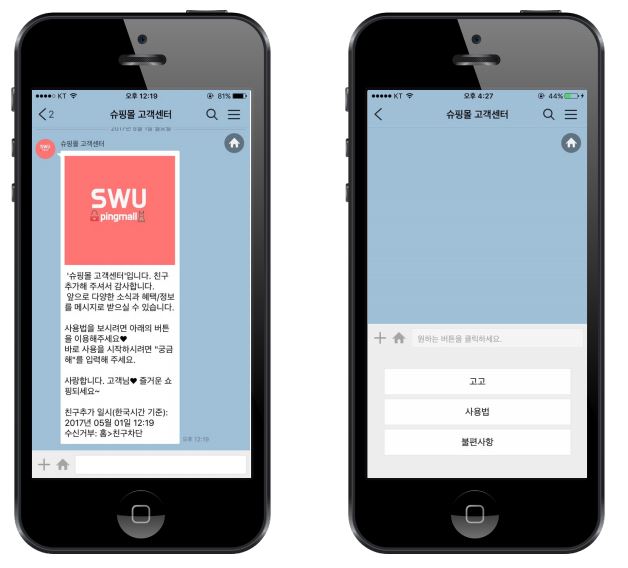 KT 오후 12:19 81%
2 슈핑몰 고객센터
2017년 5월 1일 월요일
슈핑몰 고객센터
SWU
SWU
pingmall
'슈핑몰 고객센터'입니다. 친구
추가해 주셔서 감사합니다.
앞으로 다양한 소식과 혜택/정보
를 메시지로 받으실 수 있습니다.
사용법을 보시려면 아래의 버튼
을 이용해주세요♥
바로 사용을 시작하시려면 "궁금
해"를 입력해 주세요.
사랑합니다. 고객님♥ 즐거운 쇼
핑되세요~
친구추가 일시(한국시간 기준):
2017년 05월 01일 12:19
수신거부: 홈>친구차단
오후 12:19
KT 오후 4:27 44%
슈핑몰 고객센터
원하는 버튼을 클릭하세요.
고고
사용법
불편사항